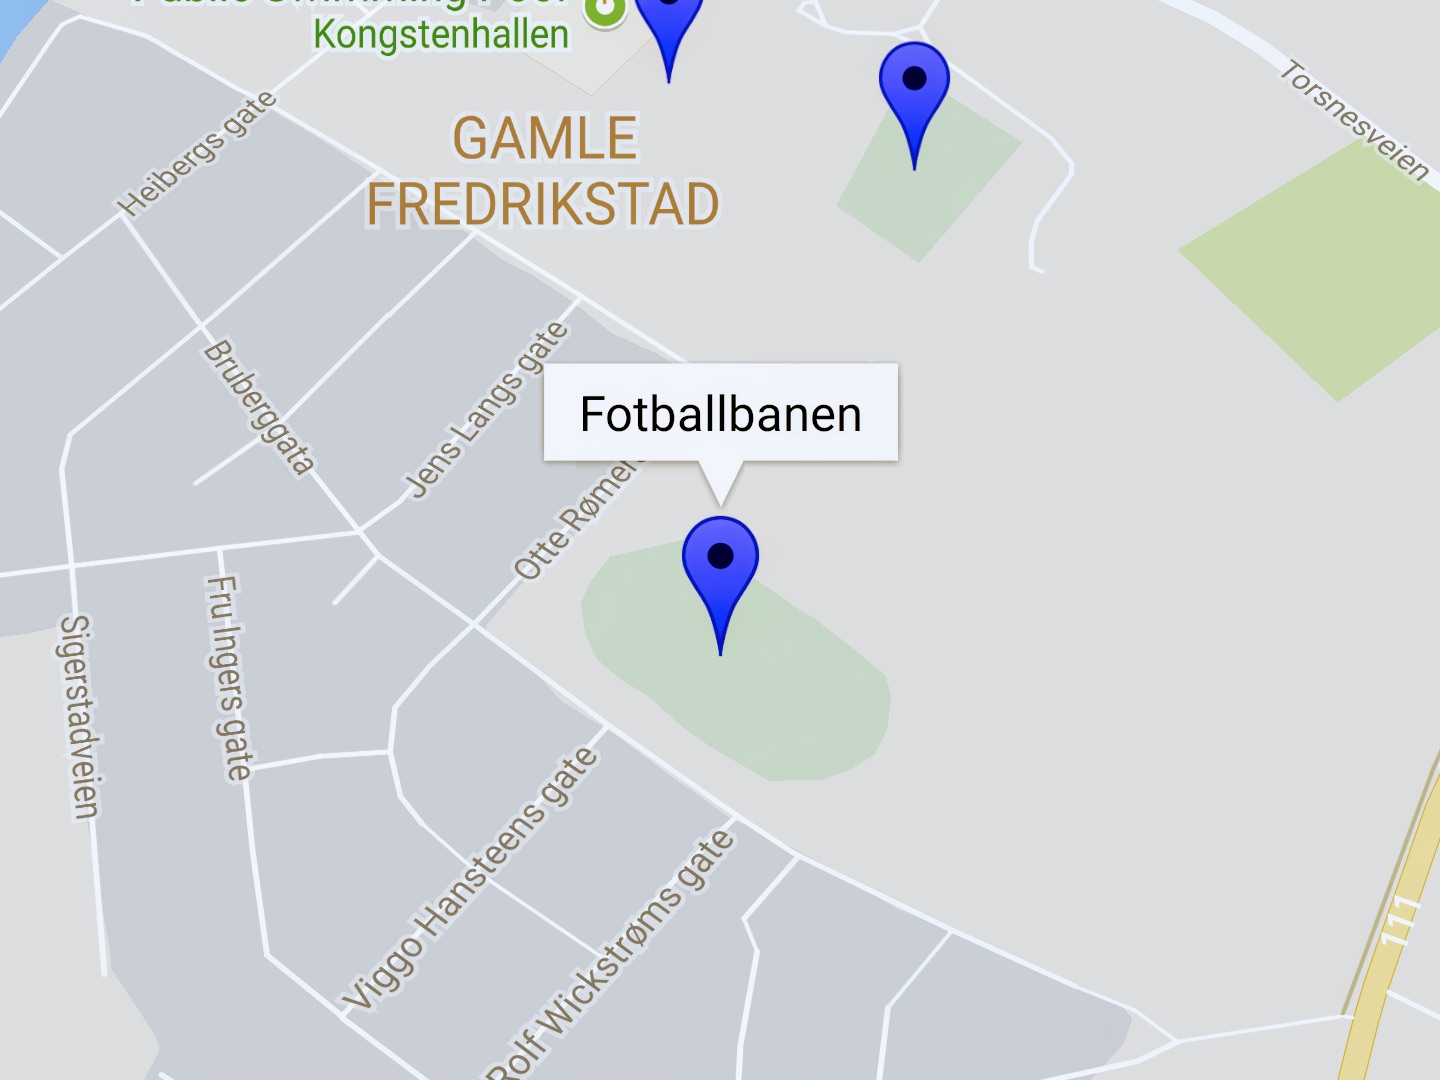 Kongstenhallen
GAMLE
FREDRIKSTAD
Torsnesveien
Heibergs gate
Bruberggata
Jens Langs gate
Fotballbanen
Otte Rømers
Fru Ingers gate
Sigerstadveien
Viggo Hansteens gate
Rolf Wickstrøms gate
111